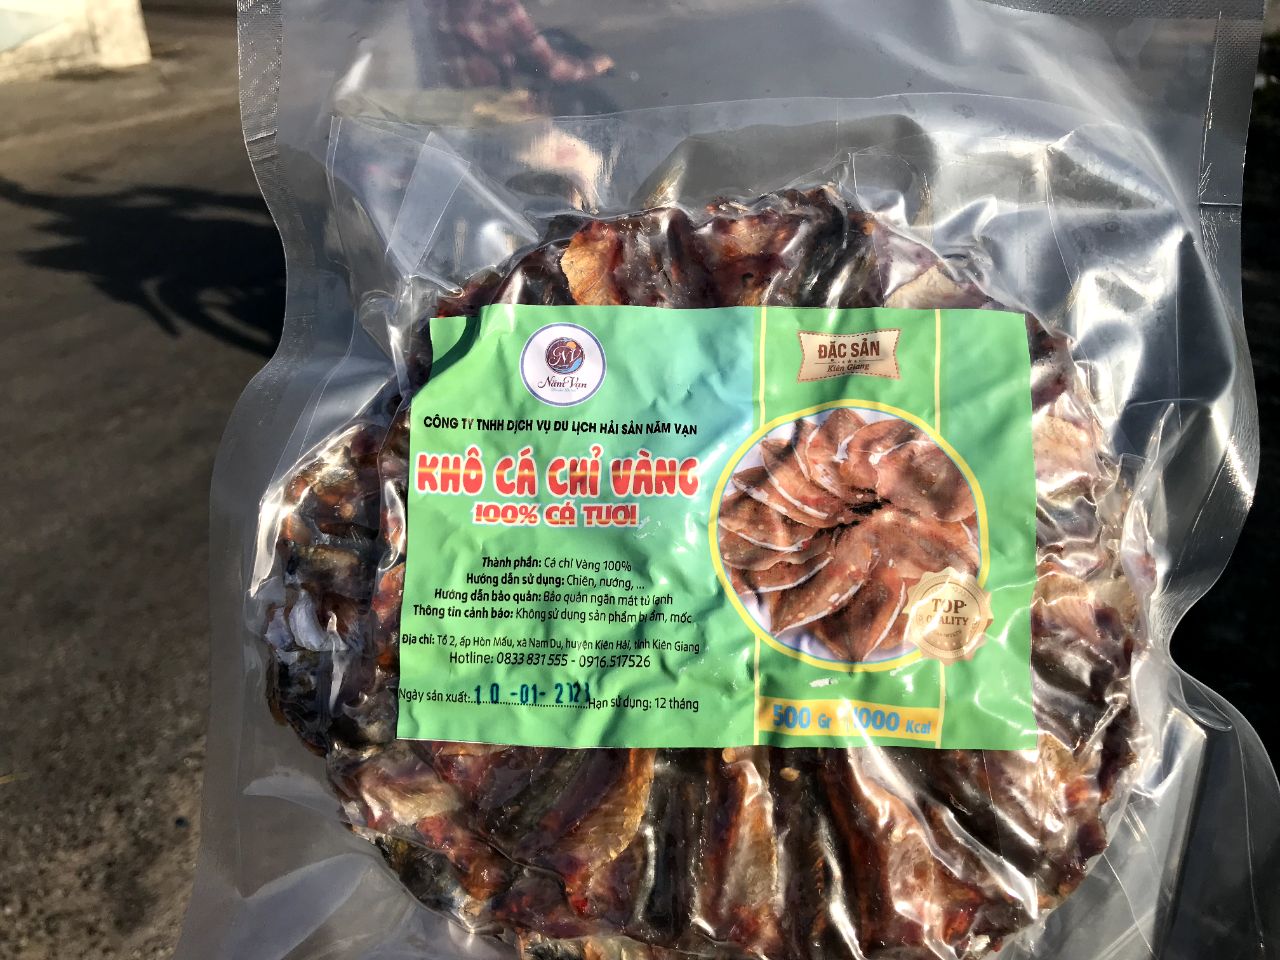 Năm Vạn
CÔNG TY TNHH DỊCH VỤ DU LỊCH HẢI SẢN NĂM VẠN
KHÔ CÁ CHỈ VÀNG
100% CÁ TƯƠI
Thành phần: Cá chỉ Vàng 100%
Hướng dẫn sử dụng: Chiên, nướng, ...
Hướng dẫn bảo quản: Bảo quản ngăn mát tủ lạnh
Thông tin cảnh báo: Không sử dụng sản phẩm bị ẩm, mốc
Địa chỉ: Tổ 2, ấp Hòn Mấu, xã Nam Du, huyện Kiên Hải, tỉnh Kiên Giang
Hotline: 0833 831 555 - 0916.517526
Ngày sản xuất: 10 -01- Hạn sử dụng: 12 tháng
ĐẶC SẢN
Kiên Giang
TOP
QUALITY
500 Gr 1000 Kcal